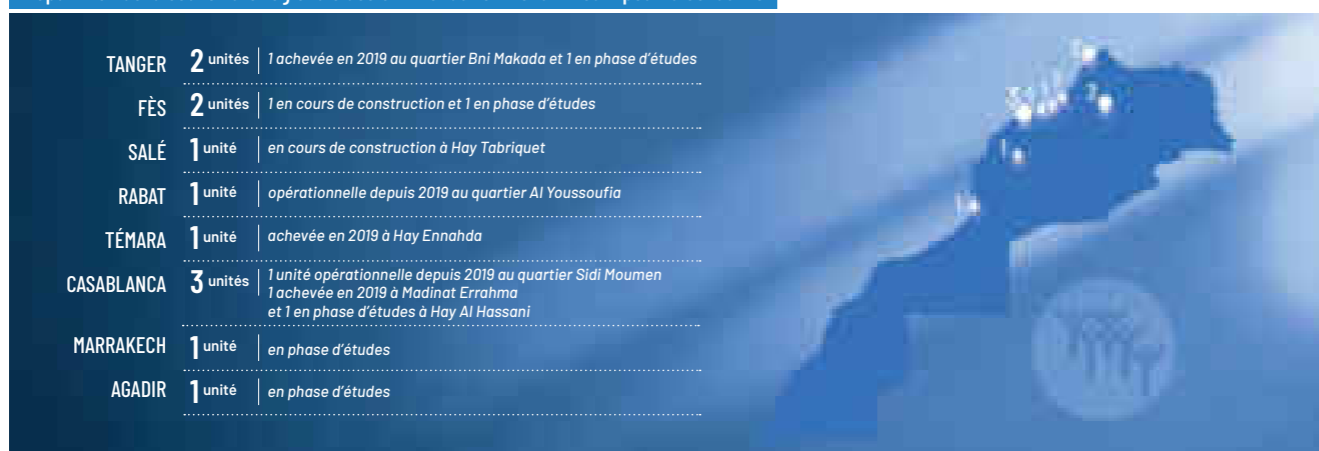 TANGER 2 unités 1 achevée en 2019 au quartier Bni Makada et 1 en phase d'études
FÈS 2 unités 1 en cours de construction et 1 en phase d'études
SALÉ 1 unité en cours de construction à Hay Tabriquet
RABAT 1 unité opérationnelle depuis 2019 au quartier Al Youssoufia
TÉMARA 1 unité achevée en 2019 à Hay Ennahda
CASABLANCA 3 unités 1 unité opérationnelle depuis 2019 au quartier Sidi Moumen
1 achevée en 2019 à Madinat Errahma
et 1 en phase d'études à Hay Al Hassani
MARRAKECH 1 unité en phase d'études
AGADIR 1 unité en phase d'études